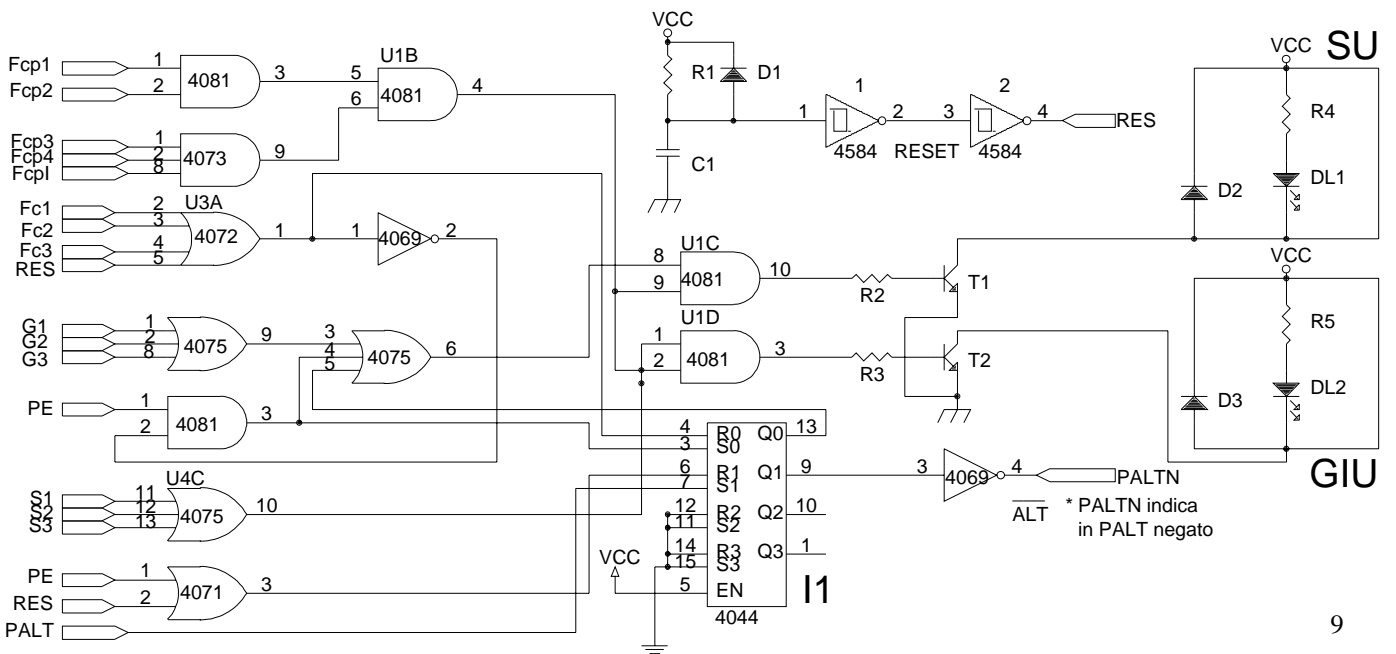 VCC
SU
VCC
U1B
Fcp1 1
4081 3 5
Fcp2 2
6 4081 4
R1 D1
1 2
R4
1 2 3 4 RES
4584 RESET 4584
Fcp3 1
Fcp4 2 4073 9
FcpI 8
C1
DL1
D2
U3A
Fc1 2
Fc2 3
4072 1 1 4069 2
Fc3 4
RES 5
U1C
8
4081 10
9
R2 T1
VCC
U1D
G1 1
G2 2 4075 9 3
G3 8
4 4075 6
5
1
4081 3
2
R3 T2
R5
DL2
D3
PE 1
4081 3
2
4 R0 Q0 13
3 S0
6 R1 Q1 9 3 4069 4 PALTN
7 S1
GIU
ALT * PALTN indica
in PALT negato
U4C
S1 11
S2 12 4075 10
S3 13
12 R2 Q2 10
11 S2
14 R3 Q3 1
15 S3
VCC
5 EN
I1
4044
PE 1
4071 3
RES 2
PALT
9